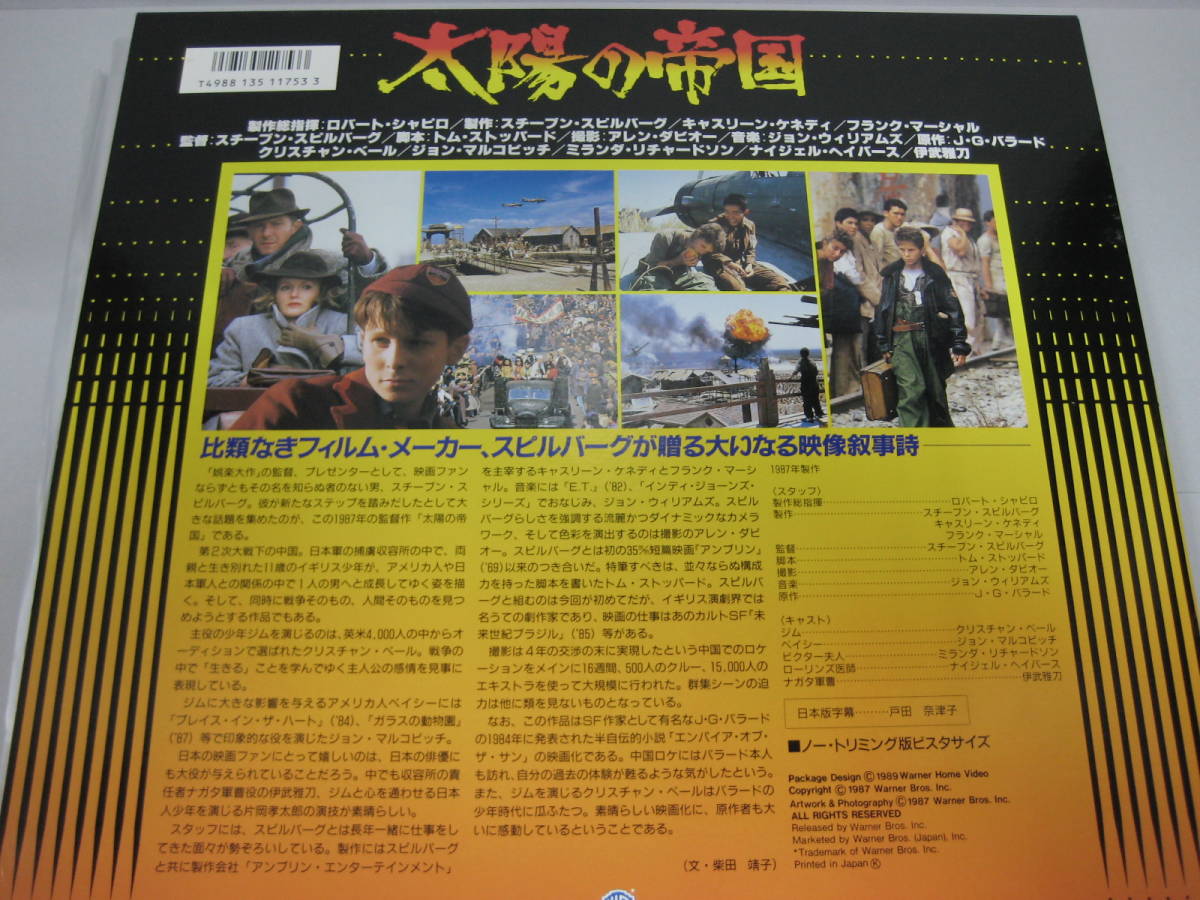 太陽の帝国
T4988 135 11753 3
製作総指揮:ロバート・シャピロ/製作:スチーブン・スピルバーグ/キャスリーン・ケネディ/フランク・マーシャル
監督:スチーブン・スピルバーグ/脚本:トム・ストッパード/撮影:アレン・ダビオー/音楽:ジョン・ウィリアムズ/原作:J・G・バラード
クリスチャン・ベール/ジョン・マルコビッチ/ミランダ・リチャードソン/ナイジェル・ヘイバース/伊武雅刀
比類なきフィルム・メーカー、スピルバーグが贈る大いなる映像叙事詩
「娯楽大作」の監督、プレゼンターとして、映画ファン
ならずともその名を知らぬ者のない男、スチーブン・ス
ピルバーグ。彼が新たなステップを踏みだしたとして大
きな話題を集めたのが、この1987年の監督作「太陽の帝
国」である。
第2次大戦下の中国。日本軍の捕虜収容所の中で、両
親と生き別れた11歳のイギリス少年が、アメリカ人や日
本軍人との関係の中で1人の男へと成長してゆく姿を描
く。そして、同時に戦争そのもの、人間そのものを見つ
めようとする作品でもある。
主役の少年ジムを演じるのは、英米4,000人の中からオ
ーディションで選ばれたクリスチャン・ベール。戦争の
中で「生きる」ことを学んでゆく主人公の感情を見事に
表現している。
ジムに大きな影響を与えるアメリカ人ベイシーには
「プレイス・イン・ザ・ハート」('84)、「ガラスの動物園」
('87)等で印象的な役を演じたジョン・マルコビッチ。
日本の映画ファンにとって嬉しいのは、日本の俳優に
も大役が与えられていることだろう。中でも収容所の責
任者ナガタ軍曹役の伊武雅刀、ジムと心を通わせる日本
人少年を演じる片岡孝太郎の演技が素晴らしい。
スタッフには、スピルバーグとは長年一緒に仕事をし
てきた面々が勢ぞろいしている。製作にはスピルバーグ
と共に製作会社「アンブリン・エンターテインメント」
を主宰するキャスリーン・ケネディとフランク・マーシ
ャル。音楽には「E.T.」('82)、「インディ・ジョーンズ・
シリーズ」でおなじみ、ジョン・ウィリアムズ。スピル
バーグらしさを強調する流麗かつダイナミックなカメラ
ワーク、そして色彩を演出するのは撮影のアレン・ダビ
オー。スピルバーグとは初の35%短篇映画「アンブリン」
('69)以来のつき合いだ。特筆すべきは、並々ならぬ構成
力を持った脚本を書いたトム・ストッパード。スピルバ
ーグと組むのは今回が初めてだが、イギリス演劇界では
名うての劇作家であり、映画の仕事はあのカルトSF「未
来世紀ブラジル」('85)等がある。
撮影は4年の交渉の末に実現したという中国でのロケ
ーションをメインに16週間、500人のクルー、15,000人の
エキストラを使って大規模に行われた。群集シーンの迫
力は他に類を見ないものとなっている。
なお、この作品はSF作家として有名なJ・G・バラード
の1984年に発表された半自伝的小説「エンパイア・オブ・
ザ・サン」の映画化である。中国ロケにはバラード本人
も訪れ、自分の過去の体験が甦るような気がしたという。
また、ジムを演じるクリスチャン・ベールはバラードの
少年時代に瓜ふたつ。素晴らしい映画化に、原作者も大
いに感動しているということである。
(文・柴田 靖子)
1987年製作
〈スタッフ〉
製作総指揮 ロバート・シャピロ
製作 スチーブン・スピルバーグ
キャスリーン・ケネディ
フランク・マーシャル
監督 スチーブン・スピルバーグ
脚本 トム・ストッパード
撮影 アレン・ダビオー
音楽 ジョン・ウィリアムズ
原作 J・G・バラード
〈キャスト〉
ジム クリスチャン・ベール
ベイシー ジョン・マルコビッチ
ビクター夫人 ミランダ・リチャードソン
ローリンズ医師 ナイジェル・ヘイバース
ナガタ軍曹 伊武雅刀
日本版字幕………戸田 奈津子
■ノー・トリミング版ビスタサイズ
Package Design ©1989 Warner Home Video
Copyright ©1987 Warner Bros. Inc.
Artwork & Photography ©1987 Warner Bros. Inc.
ALL RIGHTS RESERVED
Released by Warner Bros. Inc.
Marketed by Warner Bros. (Japan), Inc.
*Trademark of Warner Bros. Inc.
Printed in Japan Ⓚ